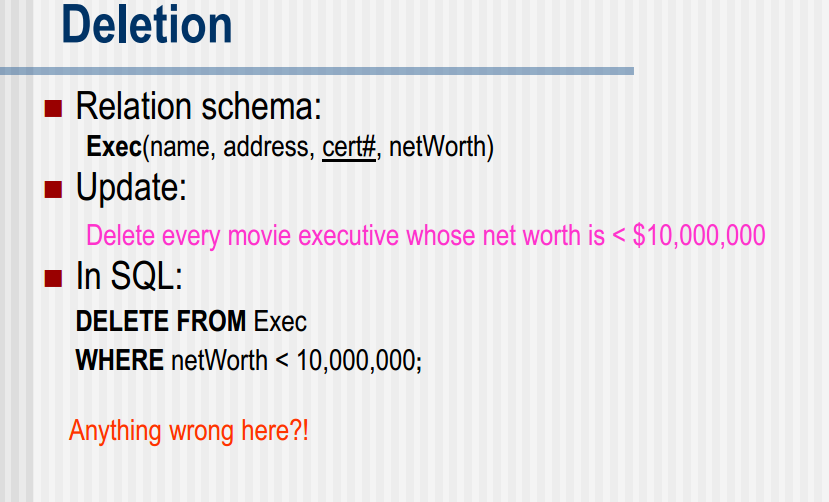 Deletion
Relation schema:
Exec(name, address, cert#, netWorth)
Update:
Delete every movie executive whose net worth is < $10,000,000
In SQL:
DELETE FROM Exec
WHERE netWorth < 10,000,000;
Anything wrong here?!